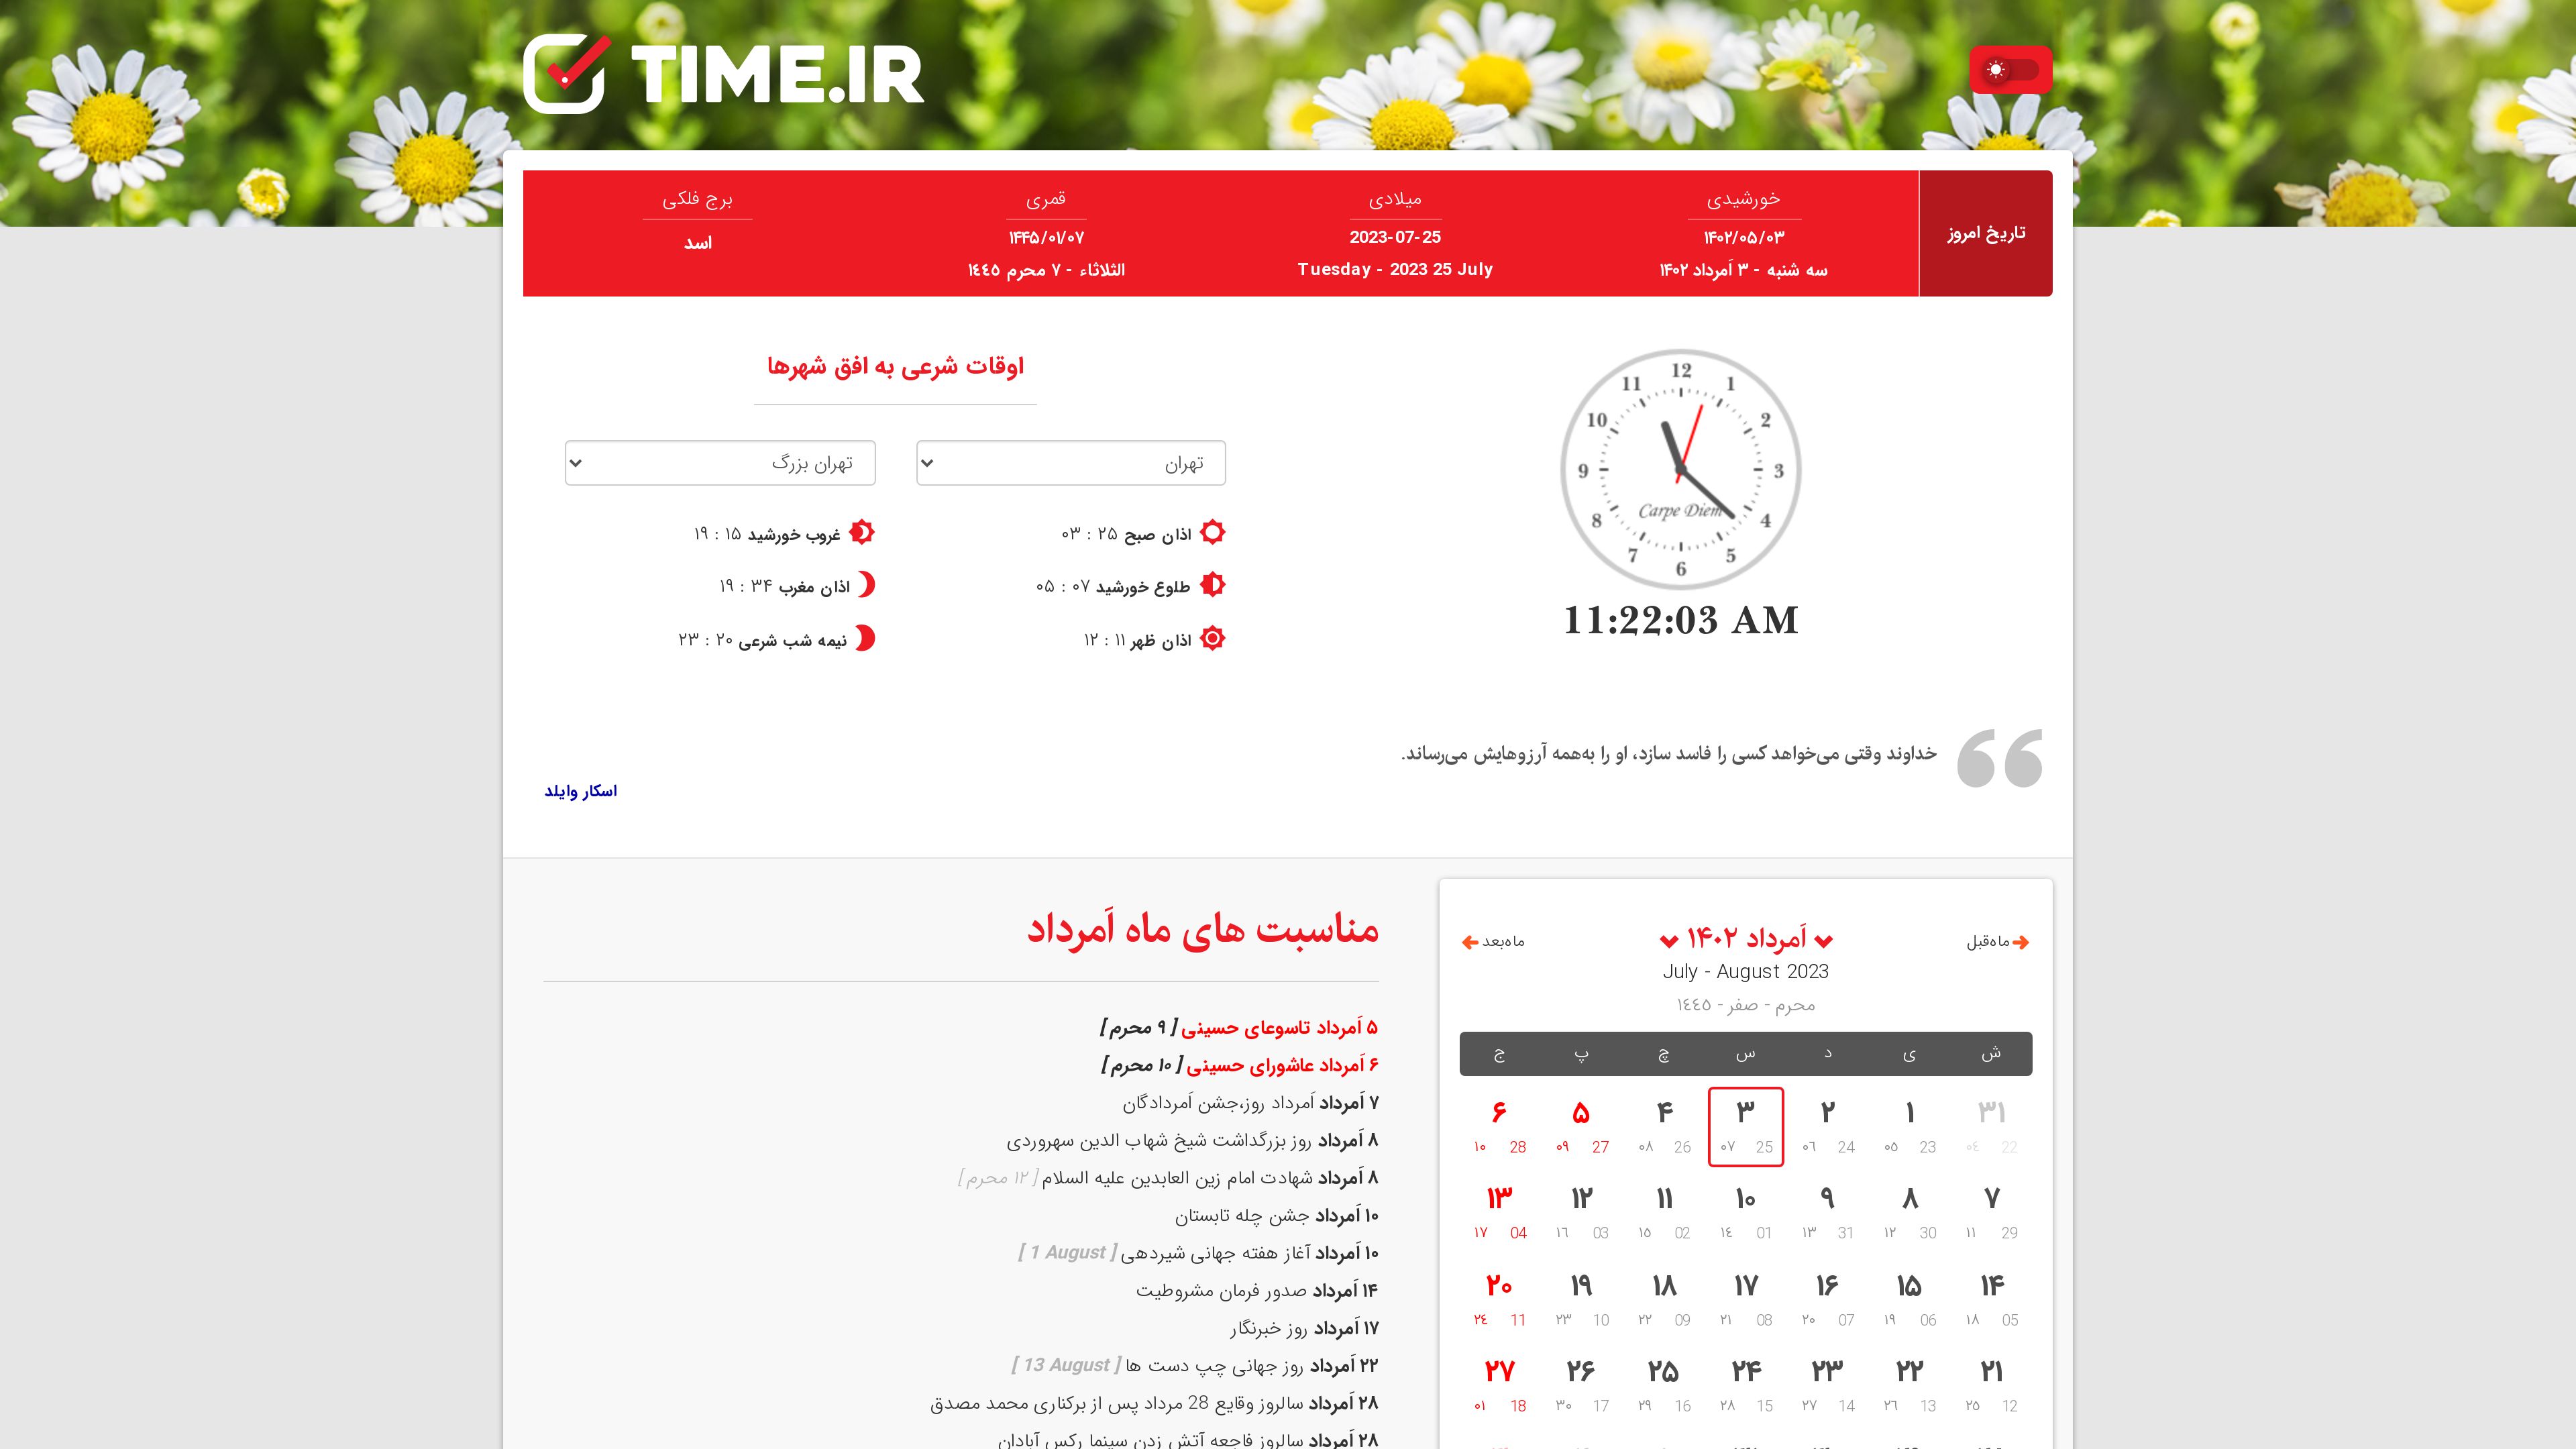 TIME.IR
تاریخ امروز
خورشیدی
۱۴۰۲/۰۵/۰۳
سه شنبه - ۳ اَمرداد ۱۴۰۲
میلادی
2023-07-25
Tuesday - 2023 25 July
قمری
۱۴۴۵/۰۱/۰۷
الثلاثاء - ٧ محرم ١٤٤٥
برج فلکی
اسد
12
1
2
3
4
5
6
7
8
9
10
11
Carpe Diem
11:22:03 AM
اوقات شرعی به افق شهرها
تهران
تهران بزرگ
اذان صبح ۲۵ : ۰۳
طلوع خورشید ۰۷ : ۰۵
اذان ظهر ۱۱ : ۱۲
غروب خورشید ۱۵ : ۱۹
اذان مغرب ۳۴ : ۱۹
نیمه شب شرعی ۲۰ : ۲۳
خداوند وقتی می‌خواهد کسی را فاسد سازد، او را به‌همه آرزوهایش می‌رساند.
اسکار وایلد
ماه‌قبل
اَمرداد ۱۴۰۲
ماه‌بعد
July - August 2023
محرم - صفر - ١٤٤٥
ش ی د س چ پ ج
۳۱ ۱ ۲ ۳ ۴ ۵ ۶
22 ٠٤ 23 ٠٥ 24 ٠٦ 25 ٠٧ 26 ٠٨ 27 ٠٩ 28 ١٠
۷ ۸ ۹ ۱۰ ۱۱ ۱۲ ۱۳
29 ١١ 30 ١٢ 31 ١٣ 01 ١٤ 02 ١٥ 03 ١٦ 04 ١٧
۱۴ ۱۵ ۱۶ ۱۷ ۱۸ ۱۹ ۲۰
05 ١٨ 06 ١٩ 07 ٢٠ 08 ٢١ 09 ٢٢ 10 ٢٣ 11 ٢٤
۲۱ ۲۲ ۲۳ ۲۴ ۲۵ ۲۶ ۲۷
12 ٢٥ 13 ٢٦ 14 ٢٧ 15 ٢٨ 16 ٢٩ 17 ٣٠ 18 ٠١
مناسبت های ماه اَمرداد
۵ اَمرداد تاسوعای حسینی [ ۹ محرم ]
۶ اَمرداد عاشورای حسینی [ ۱۰ محرم ]
۷ اَمرداد اَمرداد روز،جشن اَمردادگان
۸ اَمرداد روز بزرگداشت شیخ شهاب الدین سهروردی
۸ اَمرداد شهادت امام زین العابدین علیه السلام [ ۱۲ محرم ]
۱۰ اَمرداد جشن چله تابستان
۱۰ اَمرداد آغاز هفته جهانی شیردهی [ 1 August ]
۱۴ اَمرداد صدور فرمان مشروطیت
۱۷ اَمرداد روز خبرنگار
۲۲ اَمرداد روز جهانی چپ دست ها [ 13 August ]
۲۸ اَمرداد سالروز وقایع 28 مرداد پس از برکناری محمد مصدق
۲۸ اَمرداد سالروز فاجعه آتش زدن سینما رکس آبادان